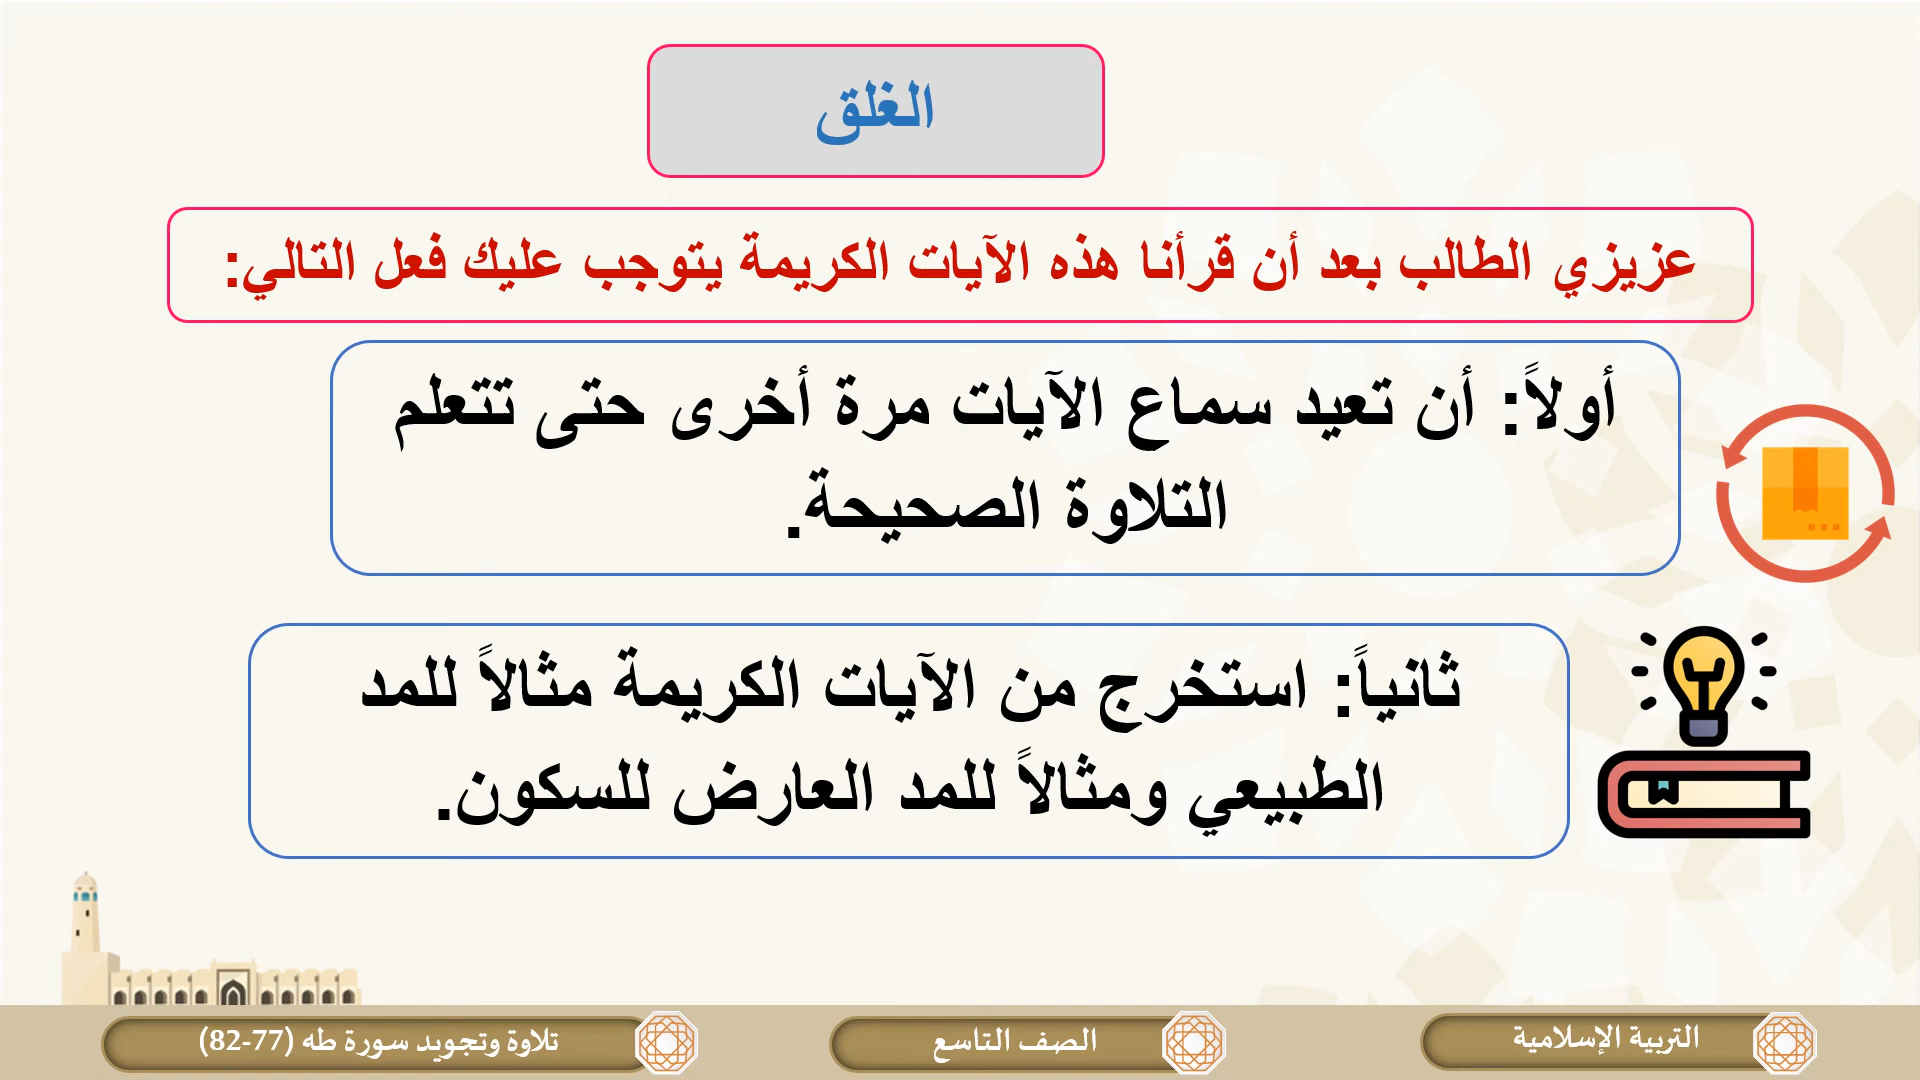 الغلق
عزيزي الطالب بعد أن قرأنا هذه الآيات الكريمة يتوجب عليك فعل التالي:
أولاً: أن تعيد سماع الآيات مرة أخرى حتى تتعلم
التلاوة الصحيحة.
ثانياً: استخرج من الآيات الكريمة مثالاً للمد
الطبيعي ومثالاً للمد العارض للسكون.
التربية الإسلامية
الصف التاسع
تلاوة وتجويد سورة طه (77-82)